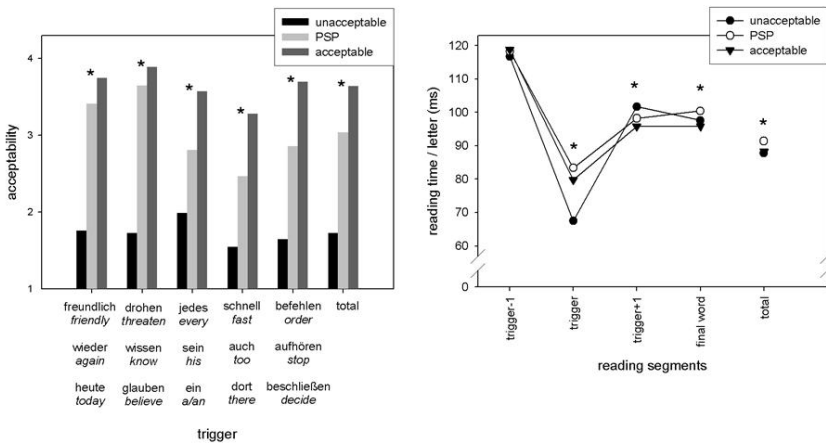 unacceptable
PSP
acceptable
4
3
2
1
acceptability
* * * * * *
freundlich drohen jedes schnell befehlen total
friendly threaten every fast order
wieder wissen sein auch aufhören
again know his too stop
heute glauben ein dort beschließen
today believe a/an there decide
trigger
unacceptable
PSP
acceptable
120
110
100
90
80
70
60
0
reading time / letter (ms)
* * * *
trigger-1
trigger
trigger+1
final word
total
reading segments